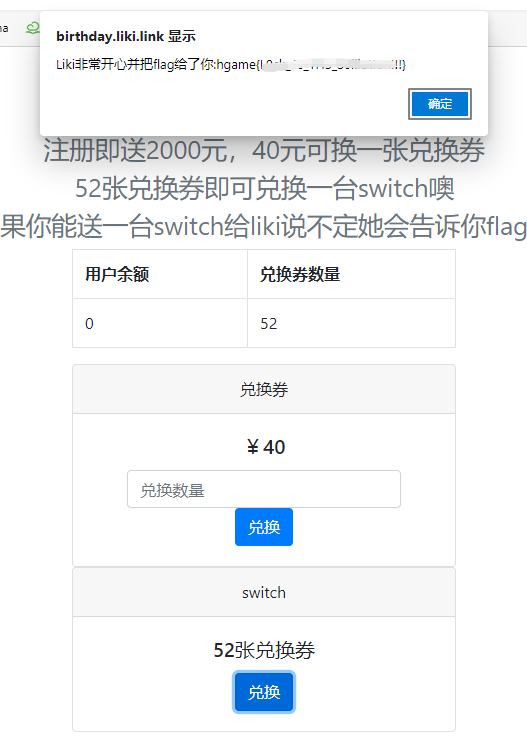 na
birthday.liki.link 显示
Liki非常开心并把flag给了你:hgame{
!!}
确定
注册即送2000元，40元可换一张兑换券
52张兑换券即可兑换一台switch噢
果你能送一台switch给liki说不定她会告诉你flag
用户余额 兑换券数量
0 52
兑换券
¥ 40
兑换数量
兑换
switch
52张兑换券
兑换